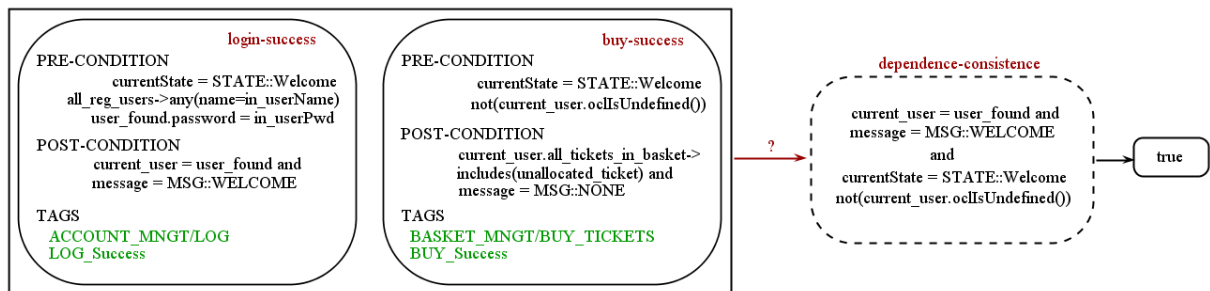 login-success
PRE-CONDITION
currentState = STATE::Welcome
all_reg_users->any(name=in_userName)
user_found.password = in_userPwd
POST-CONDITION
current_user = user_found and
message = MSG::WELCOME
TAGS
ACCOUNT_MNGT/LOG
LOG_Success
buy-success
PRE-CONDITION
currentState = STATE::Welcome
not(current_user.oclIsUndefined())
POST-CONDITION
current_user.all_tickets_in_basket->
includes(unallocated_ticket) and
message = MSG::NONE
TAGS
BASKET_MNGT/BUY_TICKETS
BUY_Success
?
dependence-consistence
current_user = user_found and
message = MSG::WELCOME
and
currentState = STATE::Welcome
not(current_user.oclIsUndefined())
true